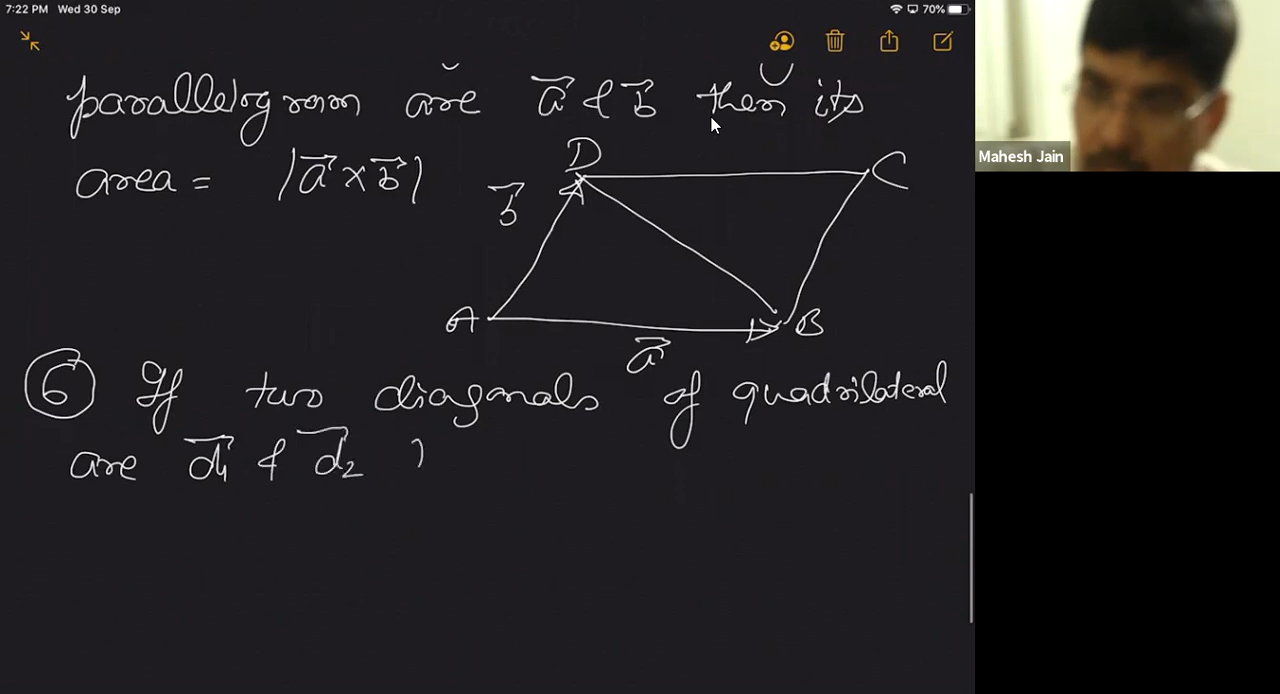 7:22 PM Wed 30 Sep
70%
Mahesh Jain
parallelogram are a⃗ & b⃗ then its
area = |a⃗ × b⃗|
D
C
b⃗
A
B
a⃗
⑥ If two diagonals of quadrilateral
are d⃗₁ & d⃗₂ )